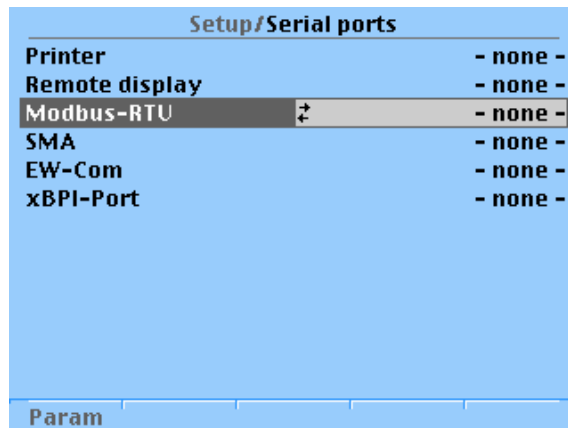 Setup/Serial ports
Printer - none -
Remote display - none -
Modbus-RTU - none -
SMA - none -
EW-Com - none -
xBPI-Port - none -
Param